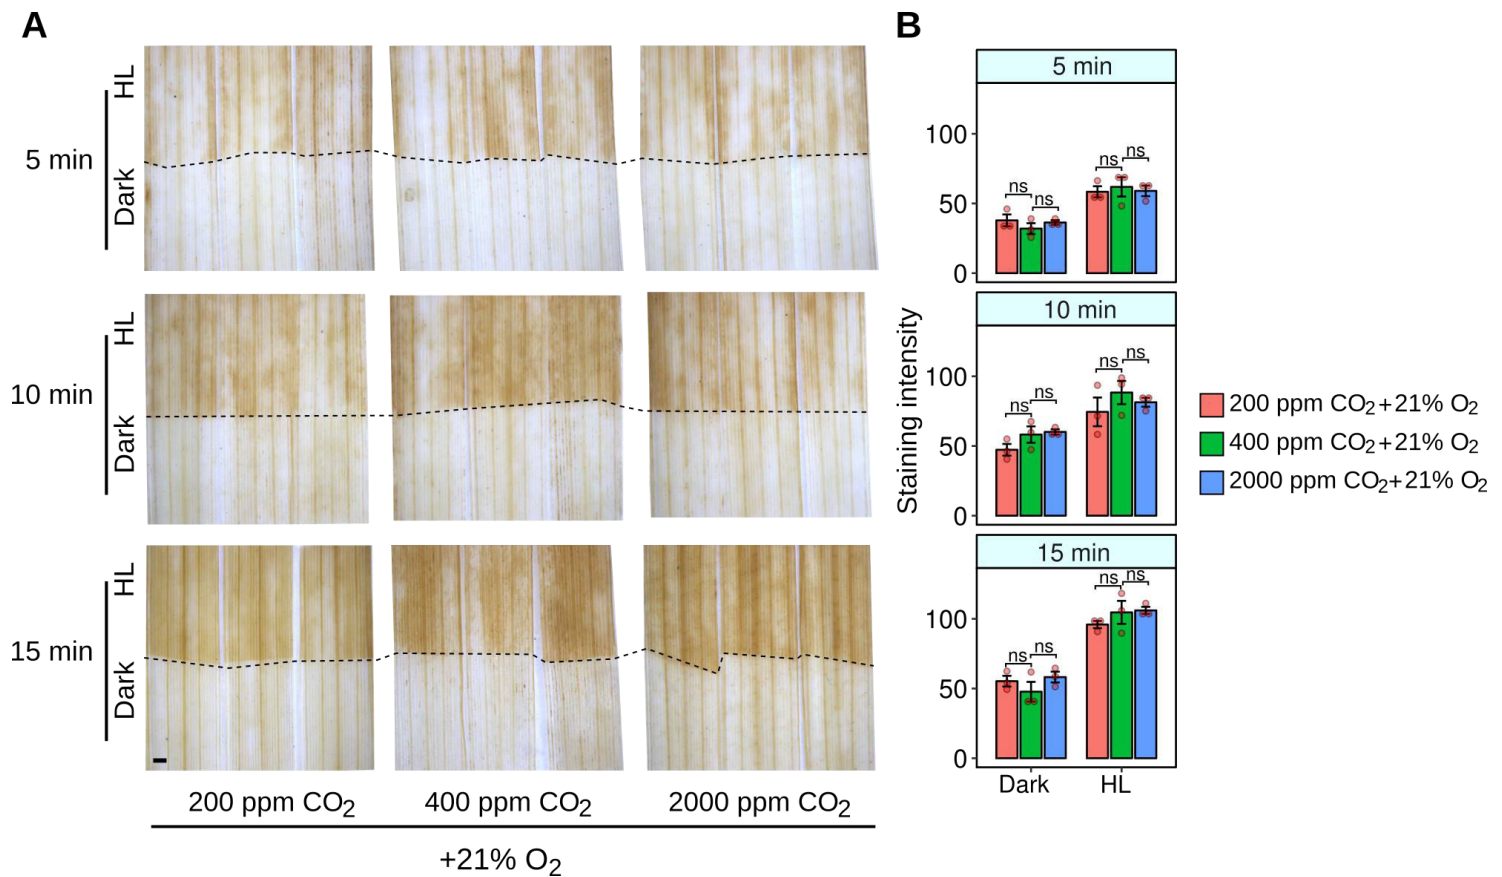 A
HL
5 min
Dark
HL
10 min
Dark
HL
15 min
Dark
200 ppm CO2
400 ppm CO2
2000 ppm CO2
+21% O2
B
Staining intensity
5 min
100
50
0
ns
ns
ns
ns
10 min
100
50
0
ns
ns
ns
ns
15 min
100
50
0
ns
ns
ns
ns
Dark
HL
200 ppm CO2+21% O2
400 ppm CO2+21% O2
2000 ppm CO2+21% O2